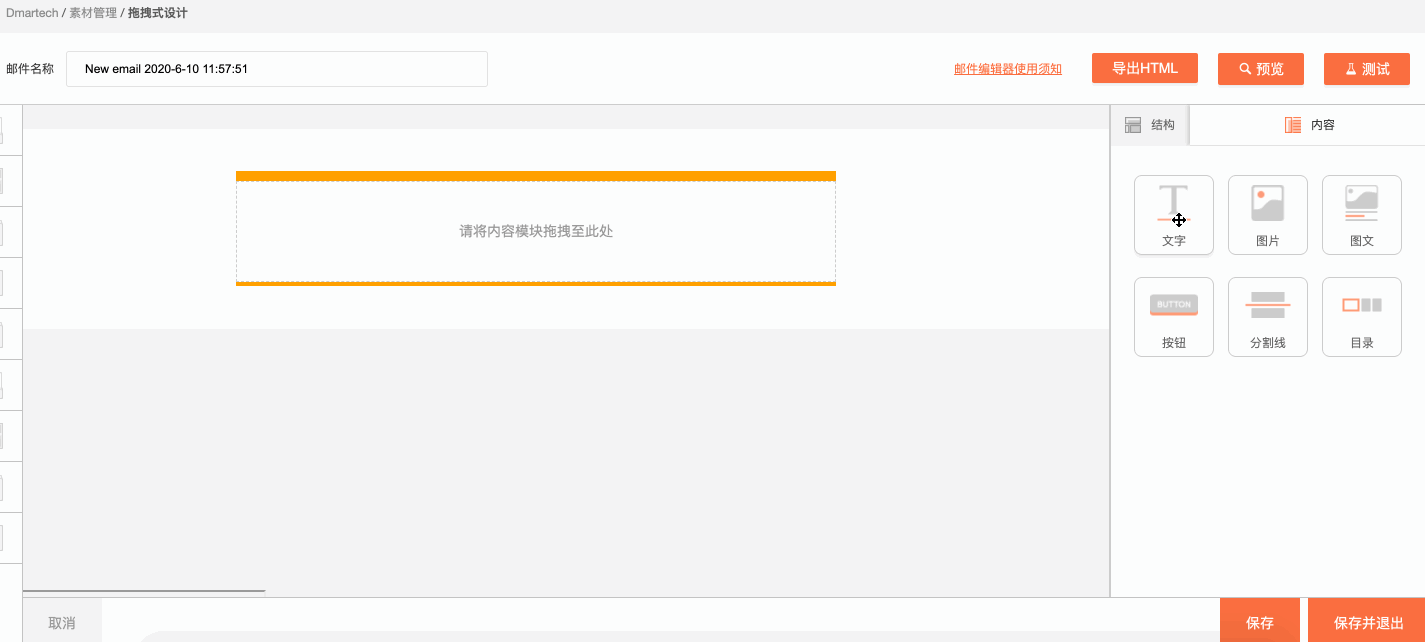 Dmartech / 素材管理 / 拖拽式设计
邮件名称
New email 2020-6-10 11:57:51
邮件编辑器使用须知
导出HTML
预览
测试
结构
内容
请将内容模块拖拽至此处
T
文字
图片
图文
BUTTON
按钮
分割线
目录
取消
保存
保存并退出